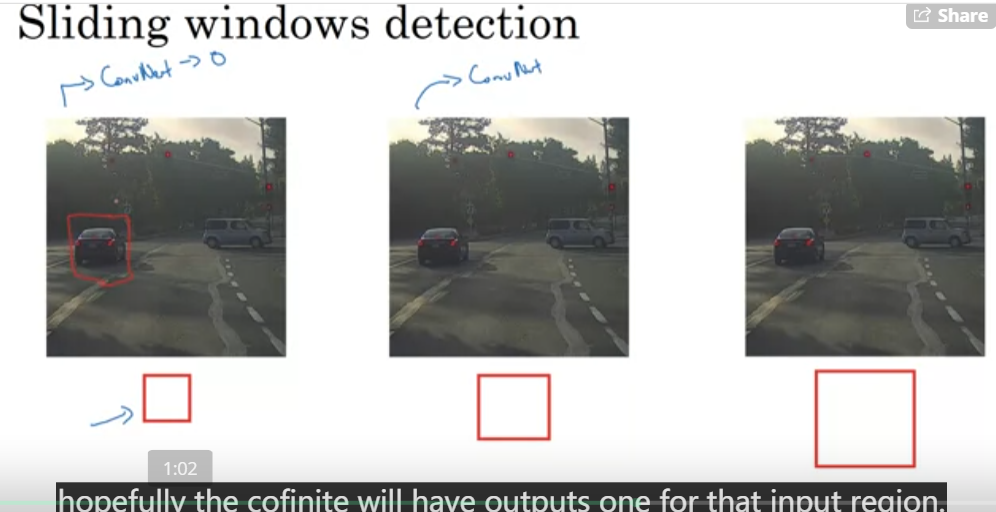 Sliding windows detection
Share
ConvNet → 0
ConvNet
1:02
hopefully the cofinite will have outputs one for that input region.